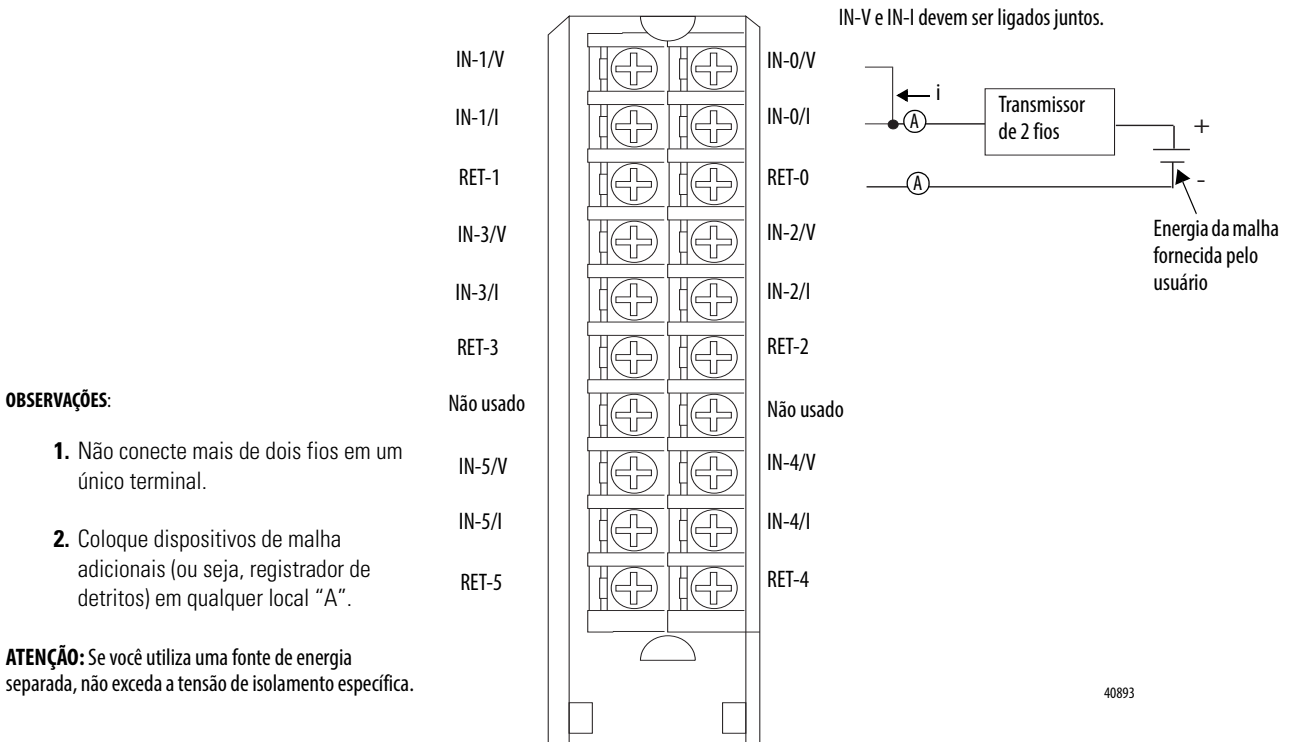 IN-V e IN-I devem ser ligados juntos.
IN-1/V
IN-0/V
i
IN-1/I
IN-0/I
A
Transmissor
de 2 fios
+
RET-1
RET-0
A
-
IN-3/V
IN-2/V
Energia da malha
fornecida pelo
usuário
IN-3/I
IN-2/I
RET-3
RET-2
Não usado
Não usado
IN-5/V
IN-4/V
IN-5/I
IN-4/I
RET-5
RET-4
OBSERVAÇÕES:
1. Não conecte mais de dois fios em um
único terminal.
2. Coloque dispositivos de malha
adicionais (ou seja, registrador de
detritos) em qualquer local “A”.
ATENÇÃO: Se você utiliza uma fonte de energia
separada, não exceda a tensão de isolamento específica.
40893